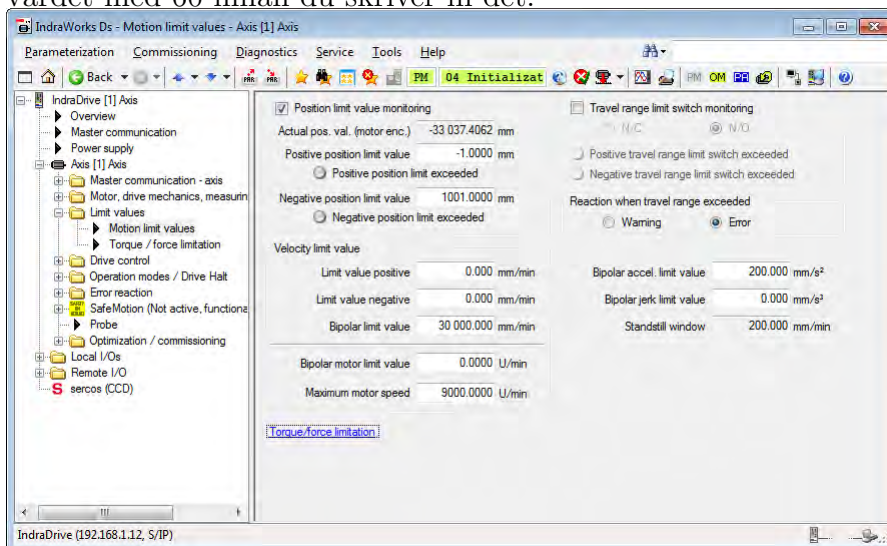 värdet med 60 innan du skriver in det.
IndraWorks Ds - Motion limit values - Axis [1] Axis
Parameterization Commissioning Diagnostics Service Tools Help
Back PAR PAR PM 04 Initializat PM OM
IndraDrive [1] Axis
Overview
Master communication
Power supply
Axis [1] Axis
Master communication - axis
Motor, drive mechanics, measurin
Limit values
Motion limit values
Torque / force limitation
Drive control
Operation modes / Drive Halt
Error reaction
SafeMotion (Not active, functiona
Probe
Optimization / commissioning
Local I/Os
Remote I/O
S sercos (CCD)
Position limit value monitoring
Actual pos. val. (motor enc.) -33 037.4062 mm
Positive position limit value -1.0000 mm
Positive position limit exceeded
Negative position limit value 1001.0000 mm
Negative position limit exceeded
Velocity limit value
Limit value positive 0.000 mm/min
Limit value negative 0.000 mm/min
Bipolar limit value 30 000.000 mm/min
Bipolar motor limit value 0.0000 U/min
Maximum motor speed 9000.0000 U/min
Torque/force limitation
Travel range limit switch monitoring
N/C N/O
Positive travel range limit switch exceeded
Negative travel range limit switch exceeded
Reaction when travel range exceeded
Warning Error
Bipolar accel. limit value 200.000 mm/s²
Bipolar jerk limit value 0.000 mm/s³
Standstill window 200.000 mm/min
IndraDrive (192.168.1.12, S/IP)